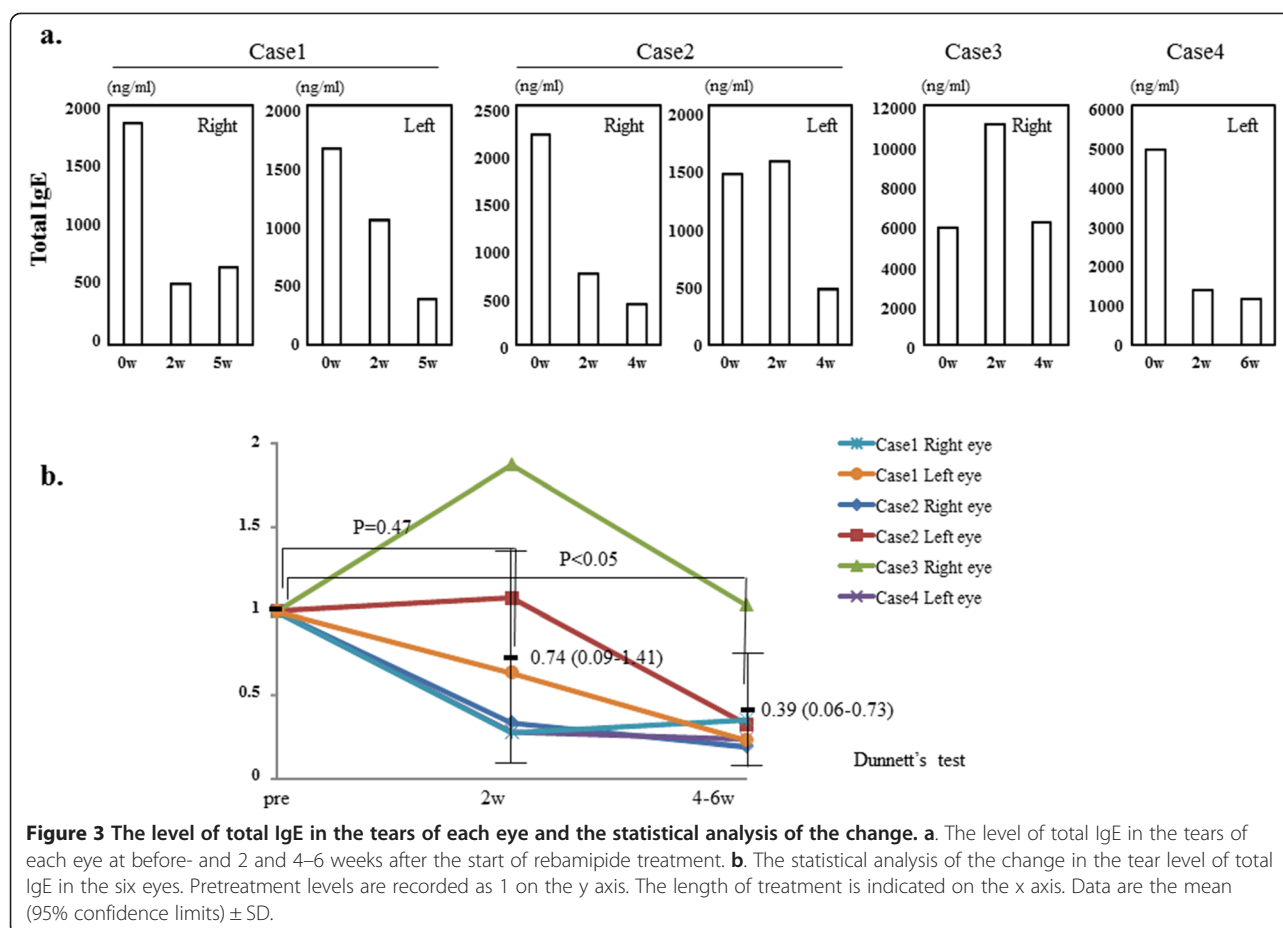 a.
Case1 Case2 Case3 Case4
(ng/ml) (ng/ml) (ng/ml) (ng/ml) (ng/ml) (ng/ml)
Total IgE
2000
1500
1000
500
0
Right
0w 2w 5w
2000
1500
1000
500
0
Left
0w 2w 5w
2500
2000
1500
1000
500
0
Right
0w 2w 4w
2000
1500
1000
500
0
Left
0w 2w 4w
12000
10000
8000
6000
4000
2000
0
Right
0w 2w 4w
6000
5000
4000
3000
2000
1000
0
Left
0w 2w 6w
b.
2
1.5
1
0.5
0
P=0.47
P<0.05
0.74 (0.09-1.41)
0.39 (0.06-0.73)
Case1 Right eye
Case1 Left eye
Case2 Right eye
Case2 Left eye
Case3 Right eye
Case4 Left eye
Dunnett's test
pre 2w 4-6w
Figure 3 The level of total IgE in the tears of each eye and the statistical analysis of the change. a. The level of total IgE in the tears of
each eye at before- and 2 and 4–6 weeks after the start of rebamipide treatment. b. The statistical analysis of the change in the tear level of total
IgE in the six eyes. Pretreatment levels are recorded as 1 on the y axis. The length of treatment is indicated on the x axis. Data are the mean
(95% confidence limits) ± SD.